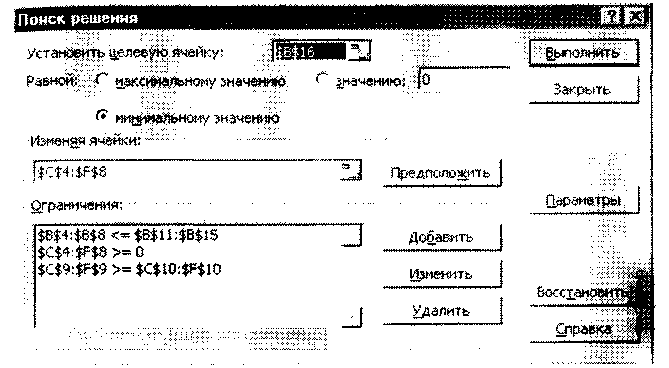 Поиск решения
Установить целевую ячейку: $B$16
Выполнить
Равной: максимальному значению значению: 0
Закрыть
минимальному значению
Изменяя ячейки:
$C$4:$F$8
Предположить
Параметры
Ограничения:
$B$4:$B$8 <= $B$11:$B$15
$C$4:$F$8 >= 0
$C$9:$F$9 >= $C$10:$F$10
Добавить
Изменить
Удалить
Восстановить
Справка